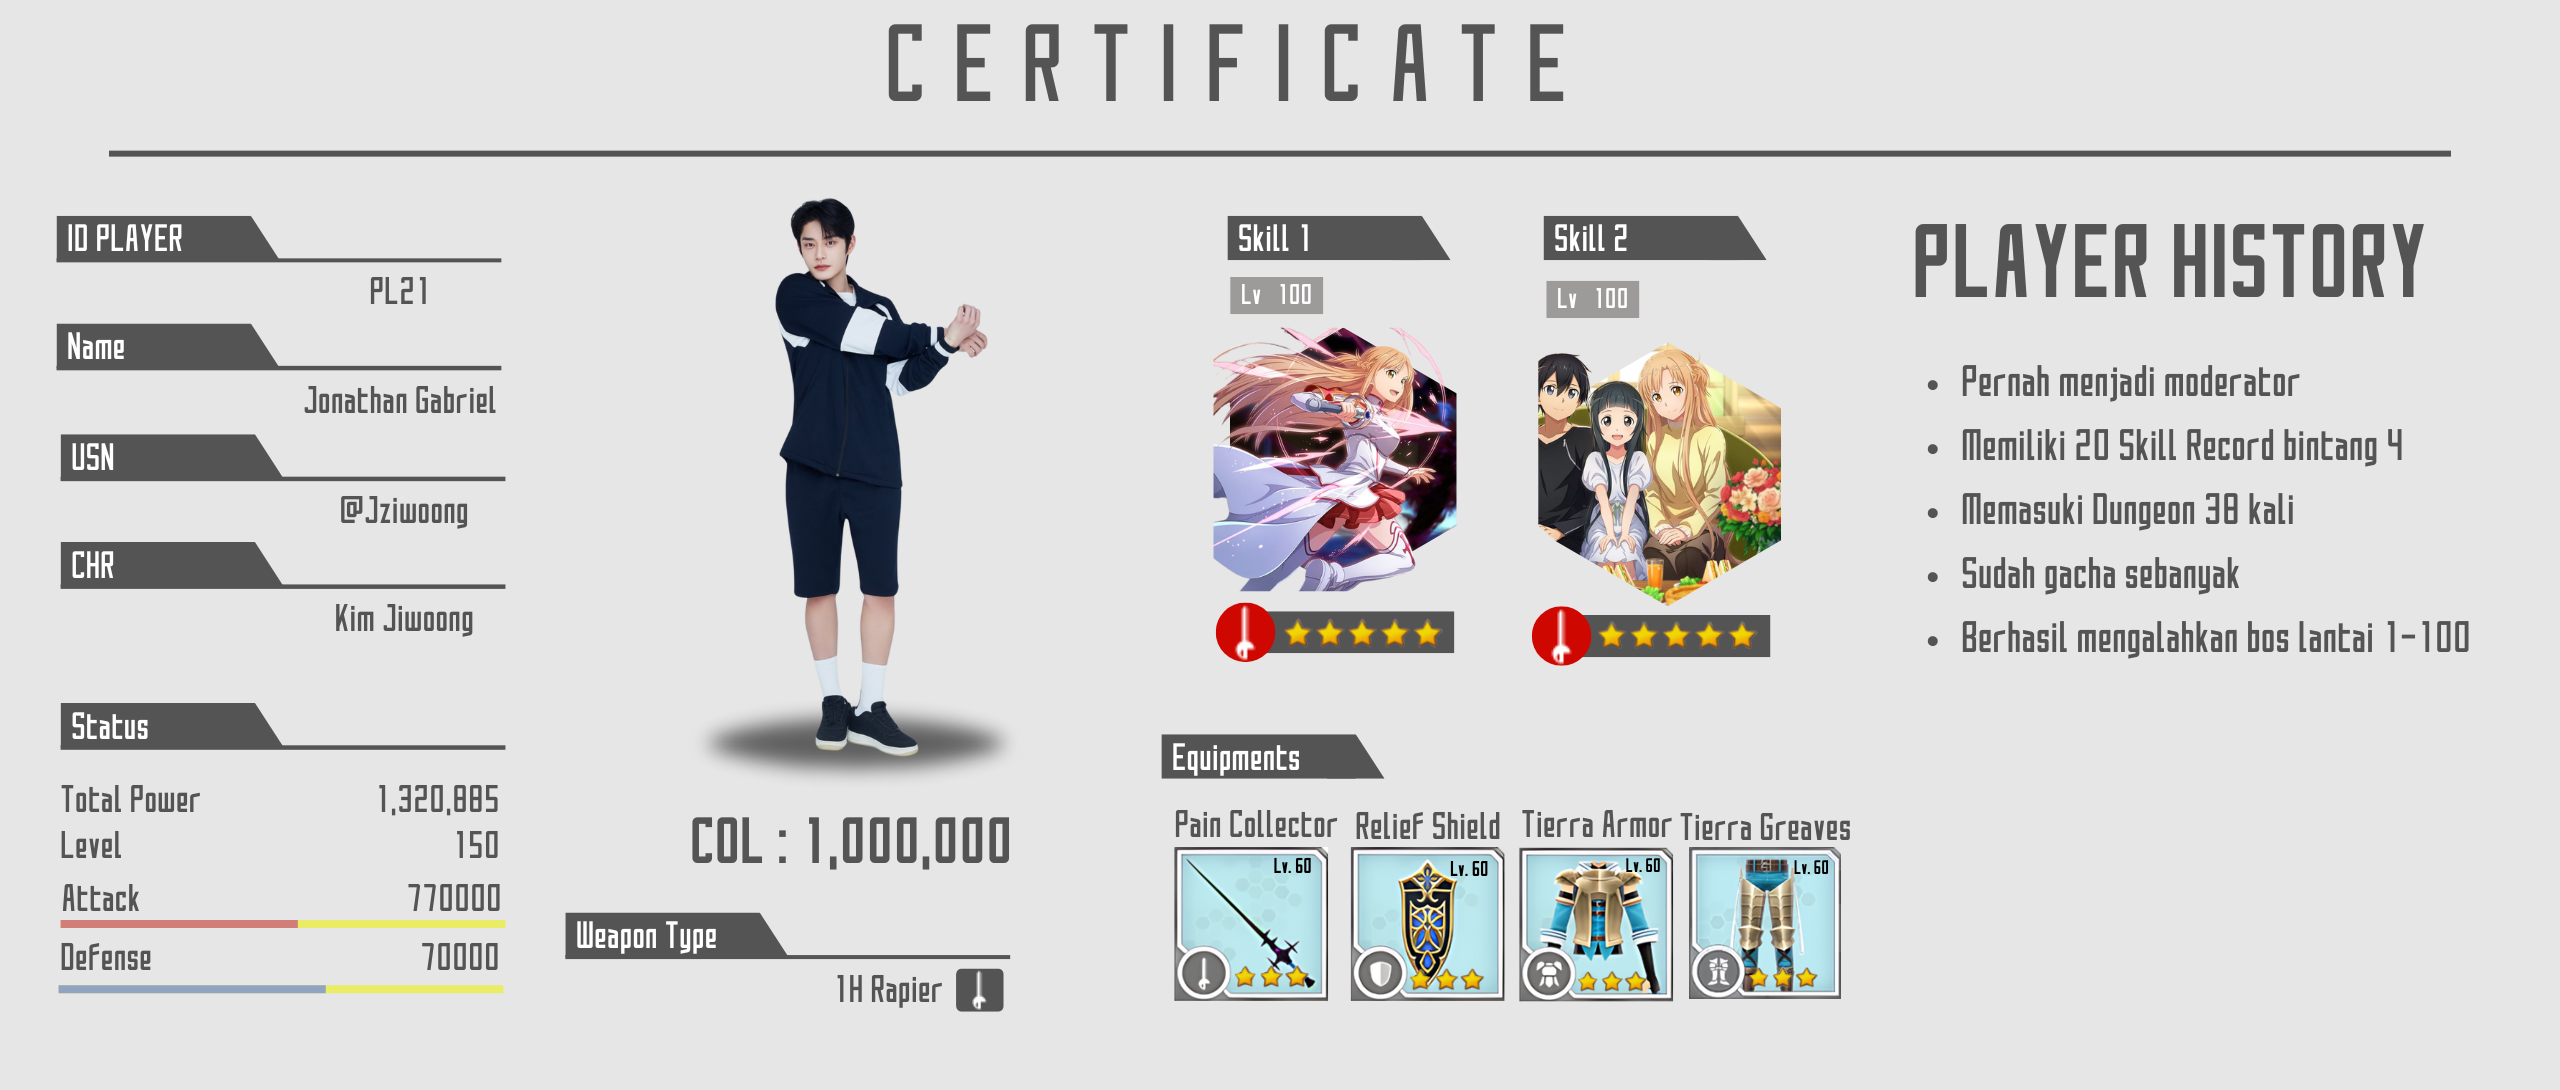 CERTIFICATE
ID PLAYER
PL21
Name
Jonathan Gabriel
USN
@Jziwoong
CHR
Kim Jiwoong
Status
Total Power 1,320,885
Level 150
Attack 770000
Defense 70000
COL : 1,000,000
Weapon Type
1H Rapier
Skill 1
Lv 100
Skill 2
Lv 100
Equipments
Pain Collector
Lv. 60
Relief Shield
Lv. 60
Tierra Armor
Lv. 60
Tierra Greaves
Lv. 60
PLAYER HISTORY
• Pernah menjadi moderator
• Memiliki 20 Skill Record bintang 4
• Memasuki Dungeon 38 kali
• Sudah gacha sebanyak
• Berhasil mengalahkan bos lantai 1-100